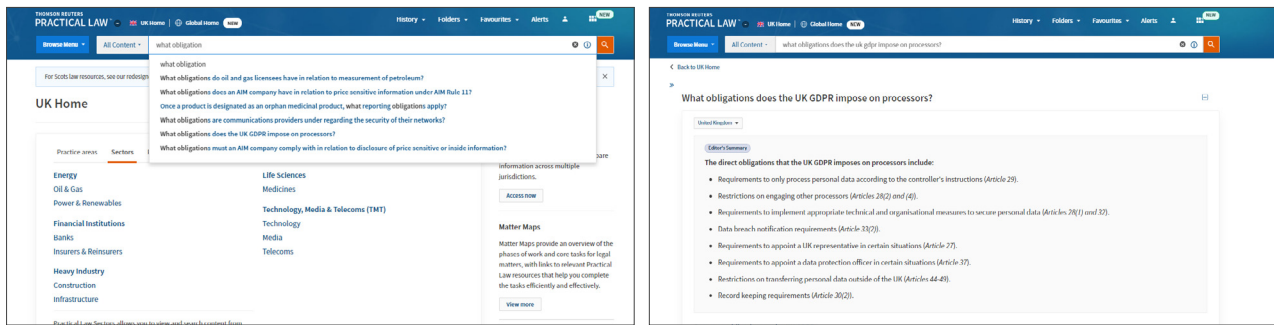 THOMSON REUTERS
PRACTICAL LAW
UK Home | Global Home NEW
History Folders Favourites Alerts NEW
Browse Menu All Content what obligation
what obligation
What obligations do oil and gas licensees have in relation to measurement of petroleum?
What obligations does an AIM company have in relation to price sensitive information under AIM Rule 11?
Once a product is designated as an orphan medicinal product, what reporting obligations apply?
What obligations are communications providers under regarding the security of their networks?
What obligations does the UK GDPR impose on processors?
What obligations must an AIM company comply with in relation to disclosure of price sensitive or inside information?
For Scots law resources, see our redesign
UK Home
Practice areas Sectors
Energy
Oil & Gas
Power & Renewables
Financial Institutions
Banks
Insurers & Reinsurers
Heavy Industry
Construction
Infrastructure
Life Sciences
Medicines
Technology, Media & Telecoms (TMT)
Technology
Media
Telecoms
information across multiple
jurisdictions.
Access now
Matter Maps
Matter Maps provide an overview of the
phases of work and core tasks for legal
matters, with links to relevant Practical
Law resources that help you complete
the tasks efficiently and effectively.
View more
THOMSON REUTERS
PRACTICAL LAW
UK Home | Global Home NEW
History Folders Favourites Alerts NEW
Browse Menu All Content what obligations does the uk gdpr impose on processors?
Back to UK Home
What obligations does the UK GDPR impose on processors?
United Kingdom
Editor's Summary
The direct obligations that the UK GDPR imposes on processors include:
• Requirements to only process personal data according to the controller's instructions (Article 29).
• Restrictions on engaging other processors (Articles 28(2) and (4)).
• Requirements to implement appropriate technical and organisational measures to secure personal data (Articles 28(1) and 32).
• Data breach notification requirements (Article 33(2)).
• Requirements to appoint a UK representative in certain situations (Article 27).
• Requirements to appoint a data protection officer in certain situations (Article 37).
• Restrictions on transferring personal data outside of the UK (Articles 44-49).
• Record keeping requirements (Article 30(2)).